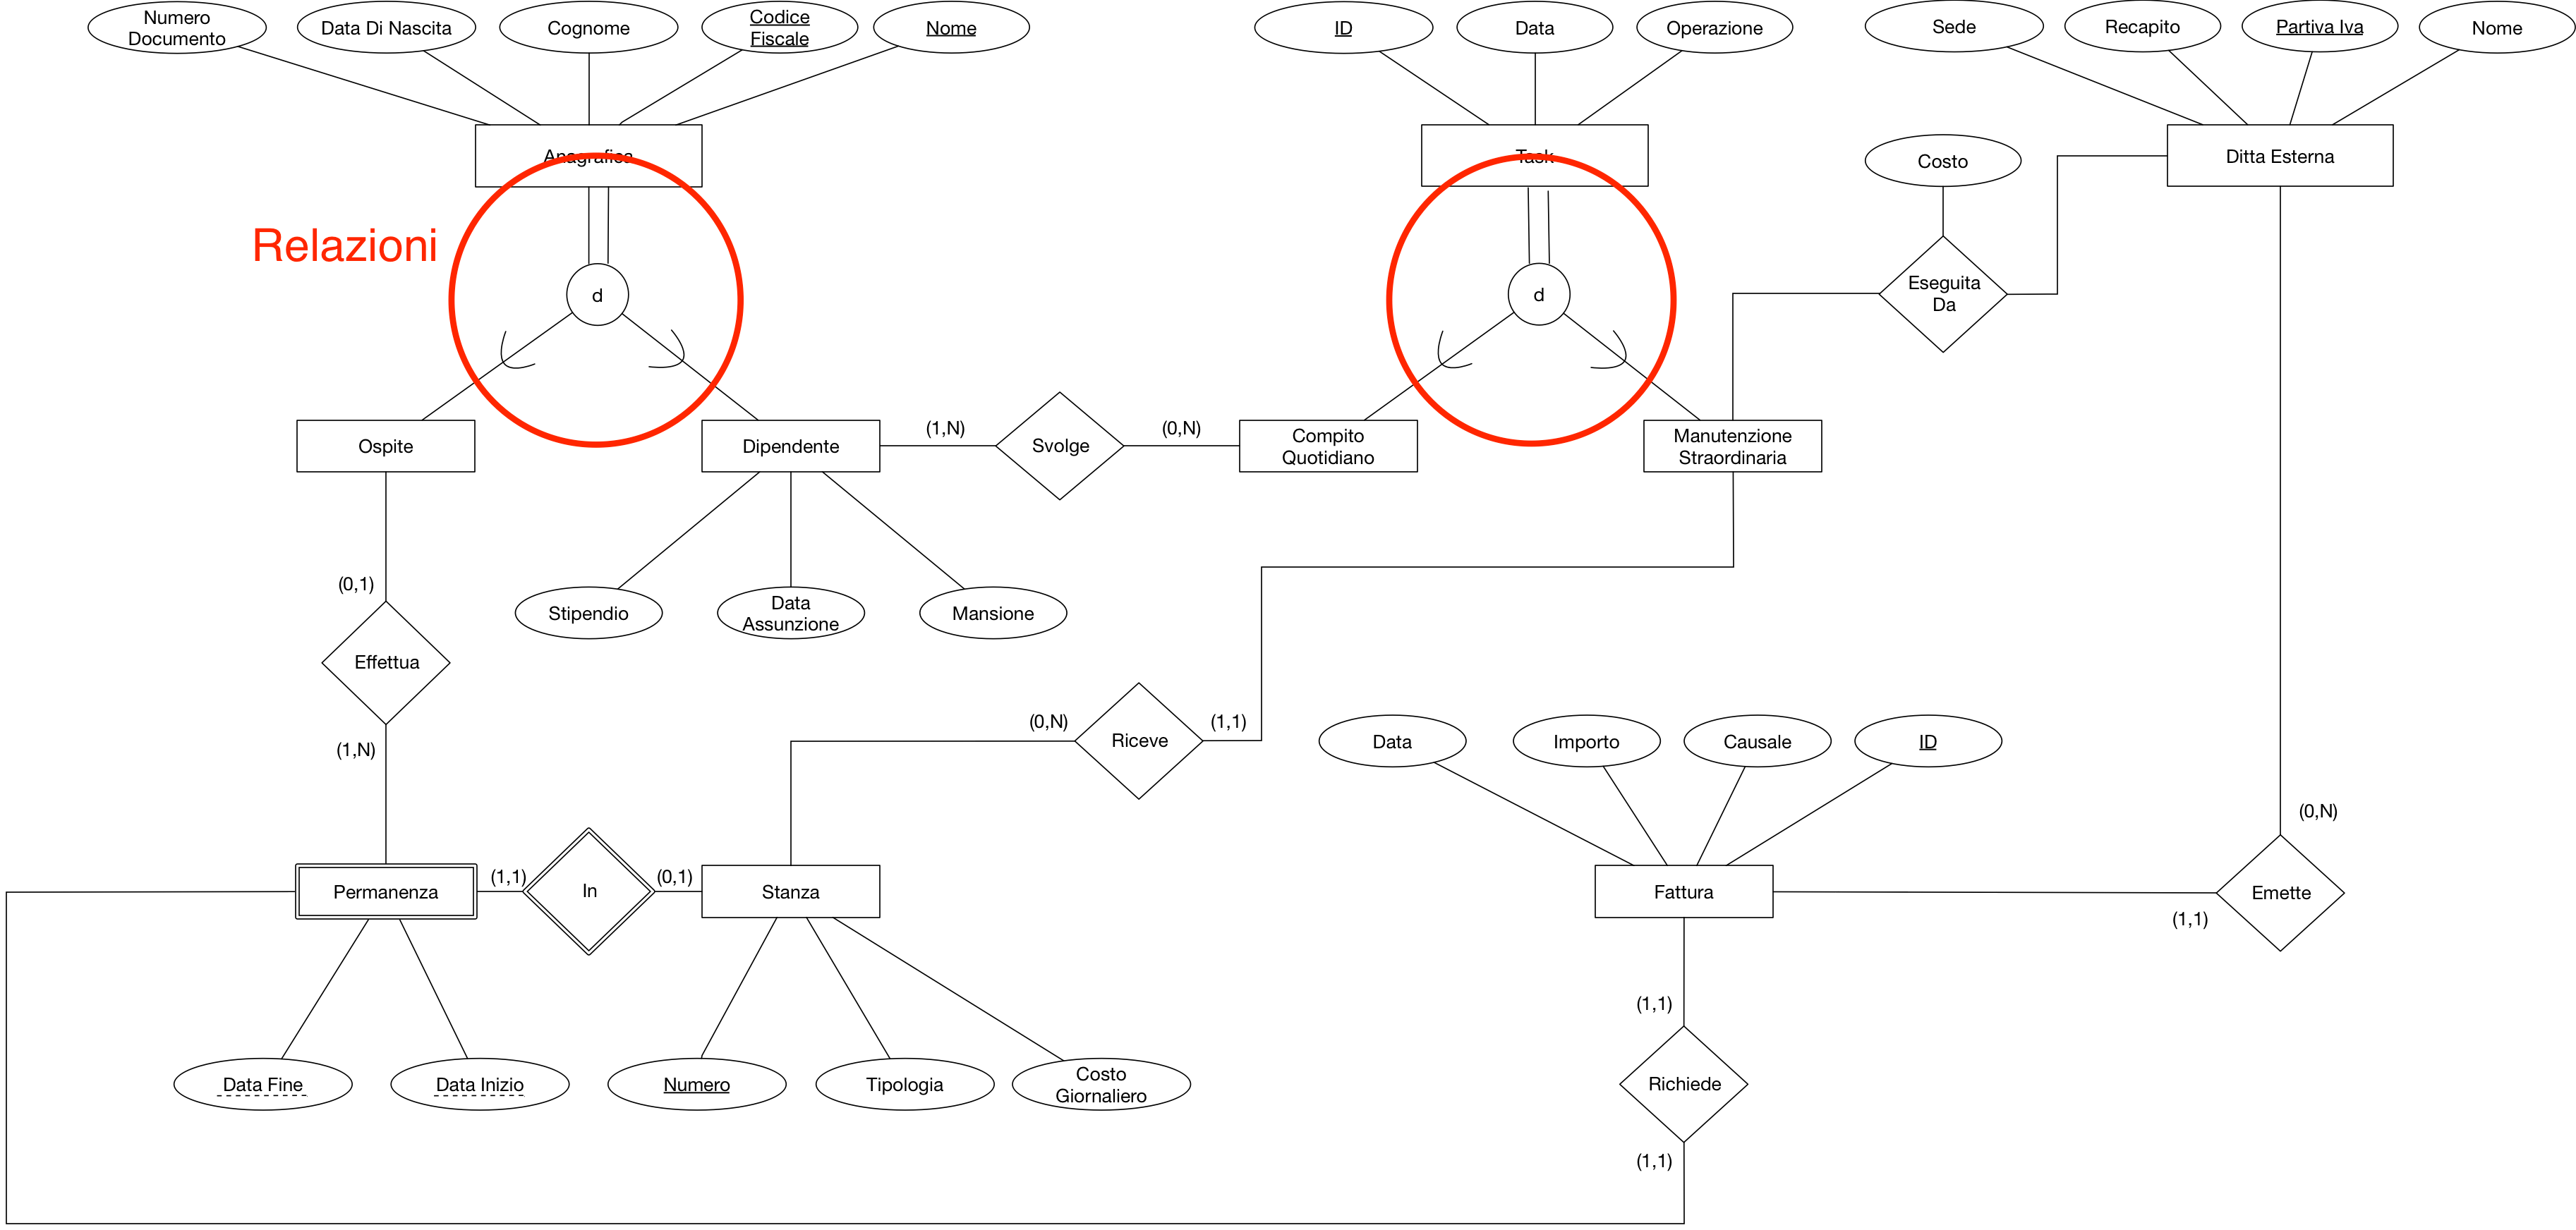 Numero
Documento
Data Di Nascita
Cognome
Codice
Fiscale
Nome
ID
Data
Operazione
Sede
Recapito
Partiva Iva
Nome
Anagrafica
Task
Costo
Ditta Esterna
Relazioni
d
d
Eseguita
Da
Ospite
Dipendente
(1,N)
Svolge
(0,N)
Compito
Quotidiano
Manutenzione
Straordinaria
(0,1)
Stipendio
Data
Assunzione
Mansione
Effettua
(1,N)
(0,N)
Riceve
(1,1)
Data
Importo
Causale
ID
(0,N)
Permanenza
(1,1)
In
(0,1)
Stanza
Fattura
(1,1)
Emette
(1,1)
Data Fine
Data Inizio
Numero
Tipologia
Costo
Giornaliero
Richiede
(1,1)